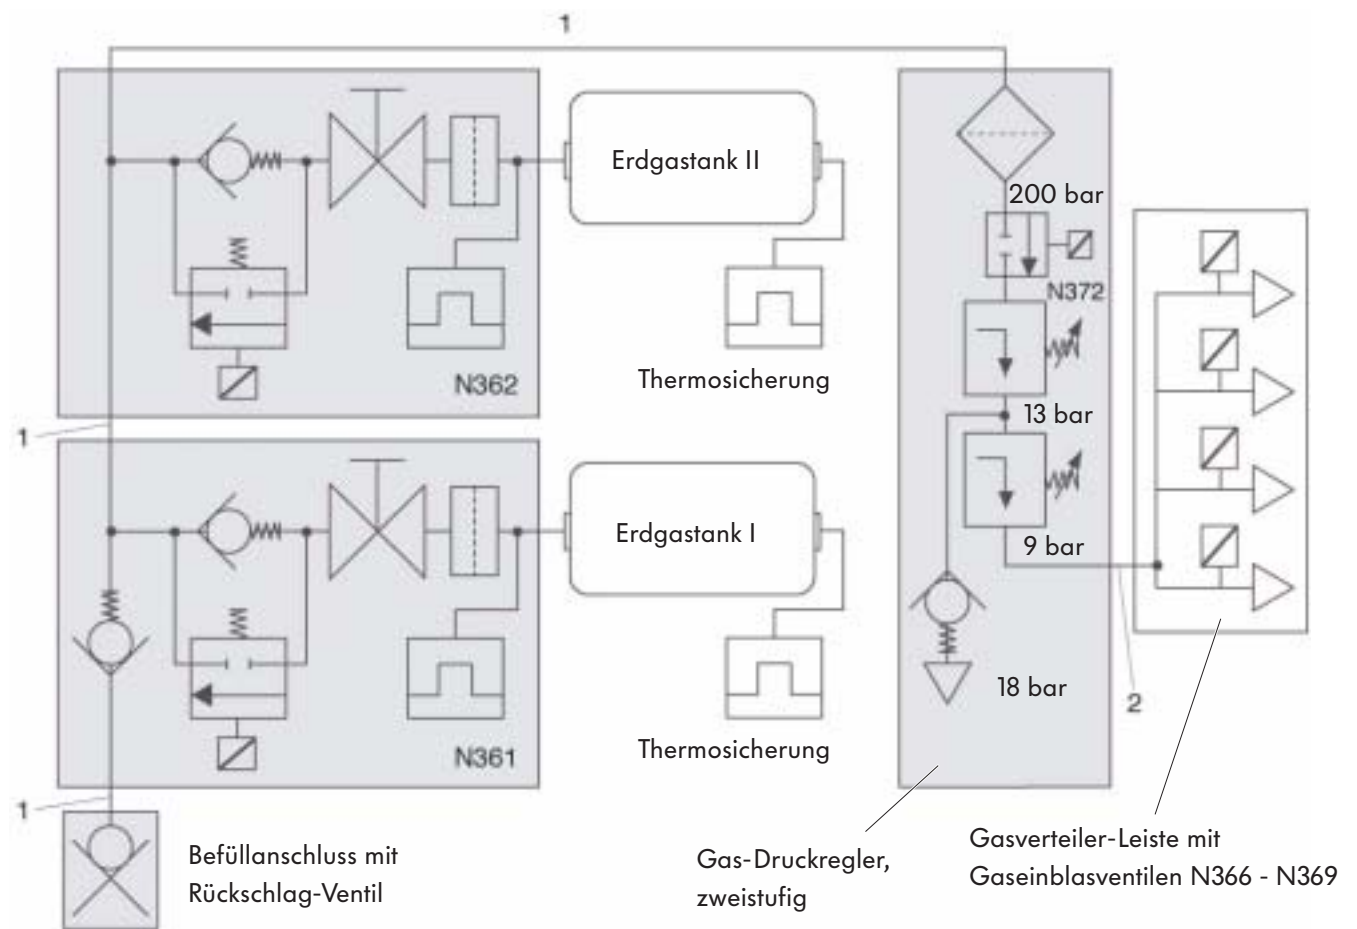 1
Erdgastank II
200 bar
N372
N362
Thermosicherung
13 bar
1
Erdgastank I
9 bar
18 bar
2
N361
Thermosicherung
1
Befüllanschluss mit
Rückschlag-Ventil
Gas-Druckregler,
zweistufig
Gasverteiler-Leiste mit
Gaseinblasventilen N366 - N369